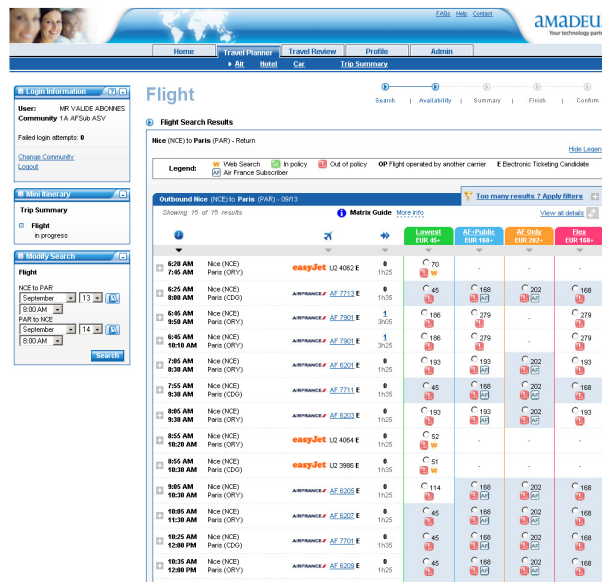 FAQs Help Contact
AMADEU
Your technology part
Home Travel Planner Travel Review Profile Admin
Air Hotel Car Trip Summary
Login Information
User: MR VALIDE ABONNES
Community 1A AFSub ASV
Failed login attempts: 0
Change Community
Logout
Mini Itinerary
Trip Summary
Flight
in progress
Modify Search
Flight
NCE to PAR
September 13
8:00 AM
PAR to NCE
September 14
8:00 AM
Search
Flight
Search | Availability | Summary | Finish | Confirm
Flight Search Results
Nice (NCE) to Paris (PAR) - Return
Hide Legen
Legend: W Web Search In policy Out of policy OP Flight operated by another carrier E Electronic Ticketing Candidate
AF Air France Subscriber
Outbound Nice (NCE) to Paris (PAR) - 09/13
Too many results ? Apply filters
Showing 15 of 15 results Matrix Guide More info View all details
Lowest AF+Public AF Only Flex
EUR 45+ EUR 168+ EUR 202+ EUR 168+
6:20 AM Nice (NCE) easyJet U2 4062 E 0 70 - - -
7:45 AM Paris (ORY) 1h25 W
6:25 AM Nice (NCE) AIRFRANCE AF 7713 E 0 45 168 202 168
8:00 AM Paris (CDG) 1h35 AF AF
6:45 AM Nice (NCE) AIRFRANCE AF 7901 E 1 186 279 - 279
9:50 AM Paris (ORY) 3h05
6:45 AM Nice (NCE) AIRFRANCE AF 7901 E 1 186 279 - 279
10:10 AM Paris (ORY) 3h25
7:05 AM Nice (NCE) AIRFRANCE AF 6201 E 0 193 193 202 193
8:30 AM Paris (ORY) 1h25 AF
7:55 AM Nice (NCE) AIRFRANCE AF 7711 E 0 45 168 202 168
9:30 AM Paris (CDG) 1h35 AF AF
8:05 AM Nice (NCE) AIRFRANCE AF 6203 E 0 193 193 202 193
9:30 AM Paris (ORY) 1h25 AF
8:55 AM Nice (NCE) easyJet U2 4064 E 0 52 - - -
10:20 AM Paris (ORY) 1h25 W
8:55 AM Nice (NCE) easyJet U2 3986 E 0 51 - - -
10:30 AM Paris (CDG) 1h35 W
9:05 AM Nice (NCE) AIRFRANCE AF 6205 E 0 114 168 202 168
10:30 AM Paris (ORY) 1h25 AF AF
10:05 AM Nice (NCE) AIRFRANCE AF 6207 E 0 45 168 202 168
11:30 AM Paris (ORY) 1h25 AF AF
10:25 AM Nice (NCE) AIRFRANCE AF 7701 E 0 45 168 202 168
12:00 PM Paris (CDG) 1h35 AF AF
10:35 AM Nice (NCE) AIRFRANCE AF 6209 E 0 45 168 202 168
12:00 PM Paris (ORY) 1h25 AF AF